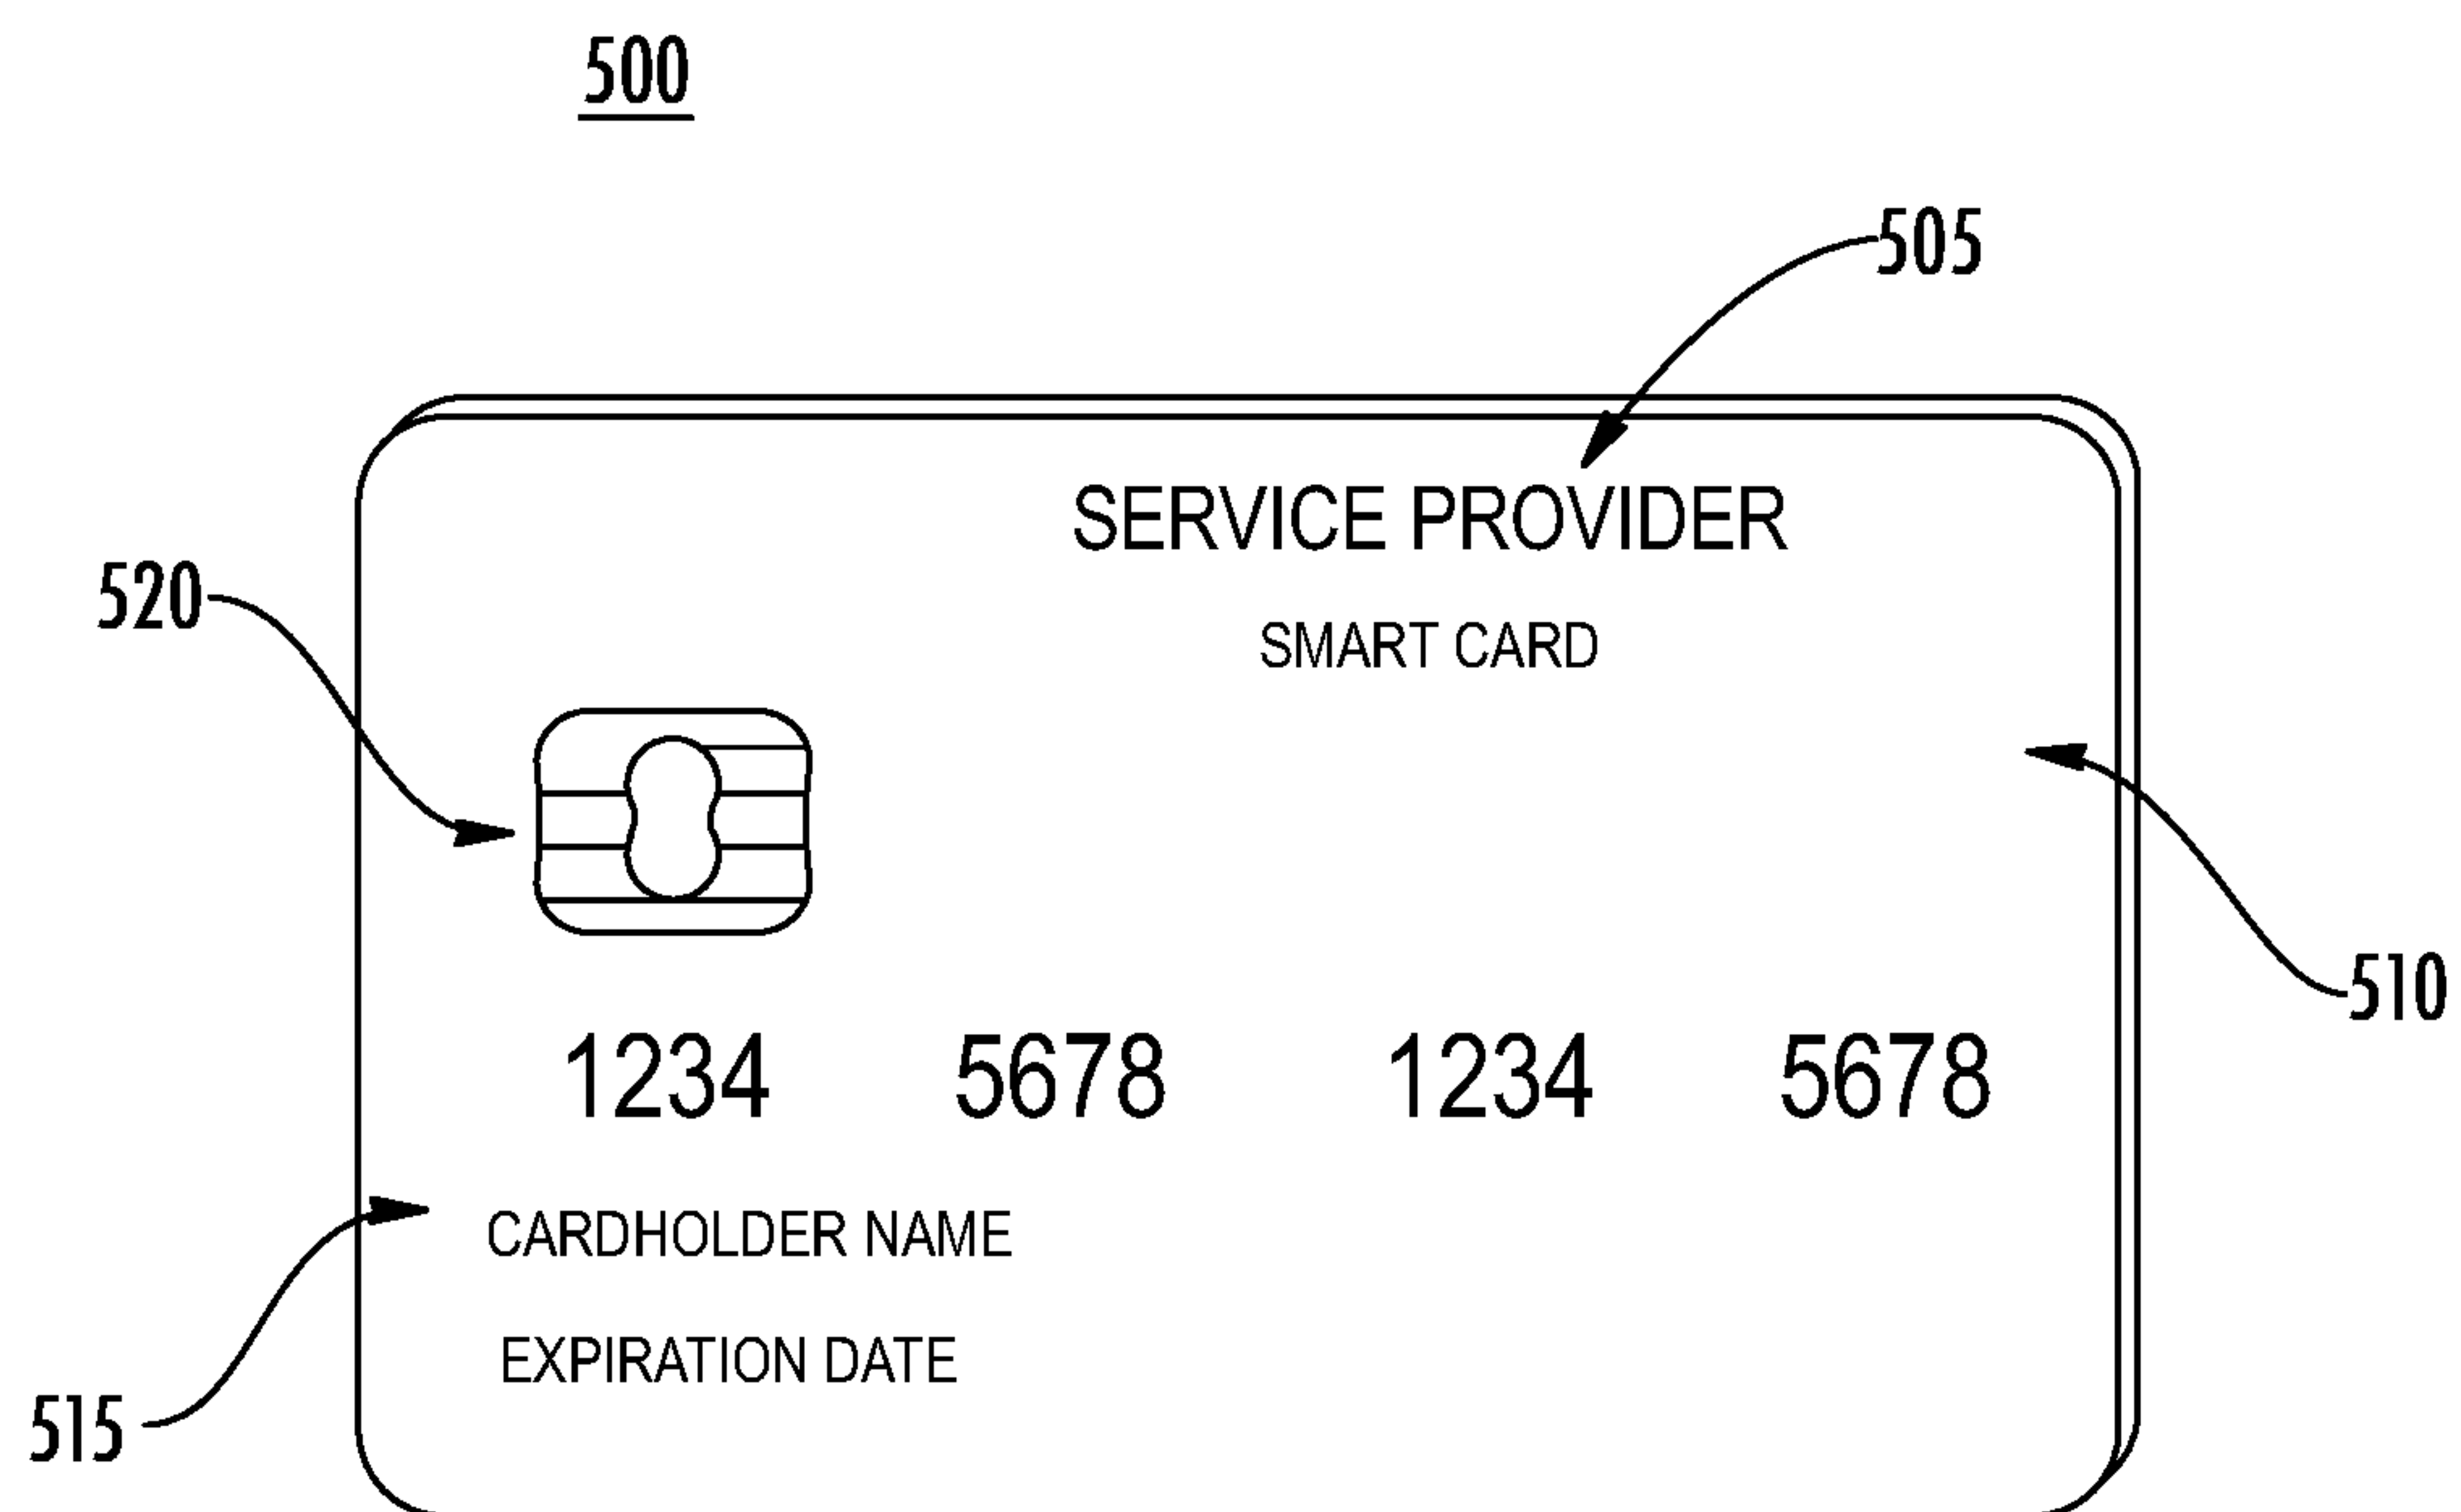 500
505
SERVICE PROVIDER
520
SMART CARD
510
1234 5678 1234 5678
CARDHOLDER NAME
EXPIRATION DATE
515